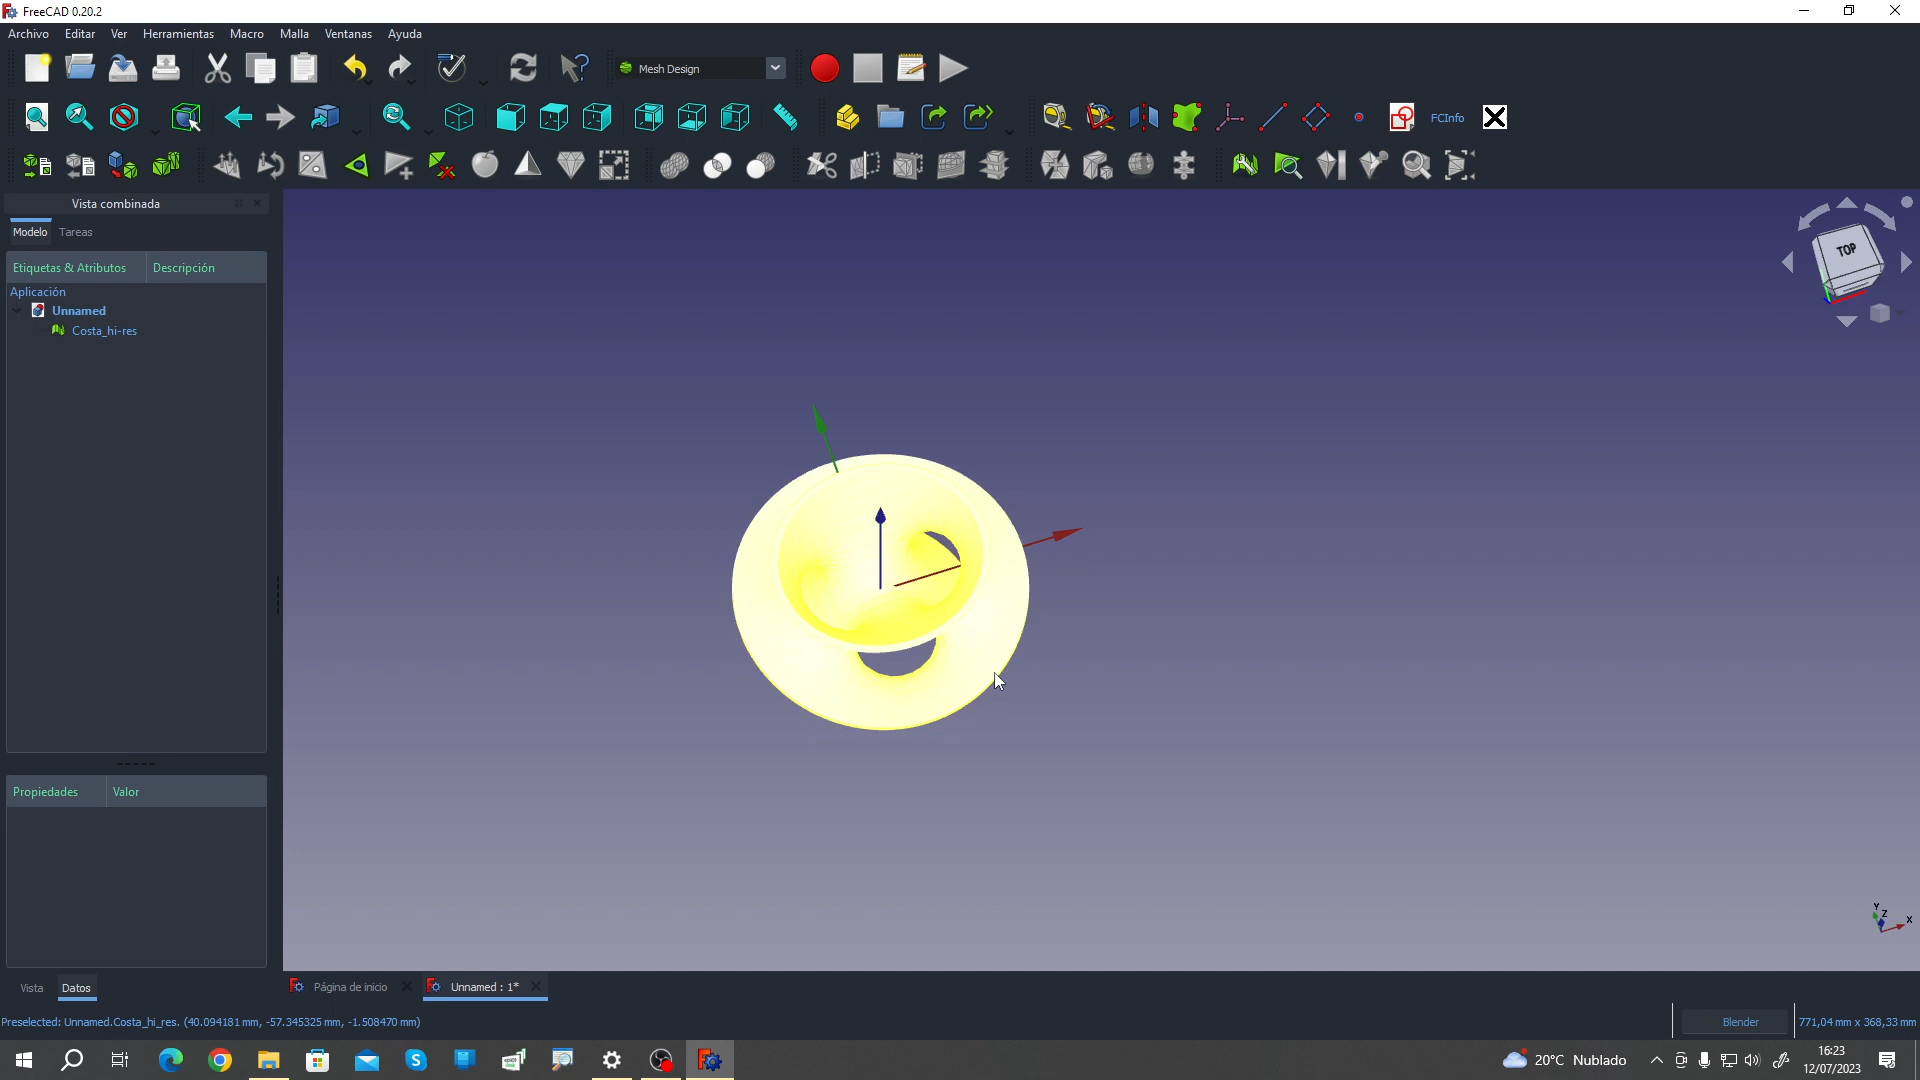 FreeCAD 0.20.2
Archivo Editar Ver Herramientas Macro Malla Ventanas Ayuda
Mesh Design
FCInfo
Vista combinada
Modelo Tareas
Etiquetas & Atributos Descripción
Aplicación
Unnamed
Costa_hi-res
TOP
Propiedades Valor
Y
Z
X
Vista Datos
Página de inicio Unnamed : 1*
Preselected: Unnamed.Costa_hi_res. (40.094181 mm, -57.345325 mm, -1.508470 mm)
Blender 771,04 mm x 368,33 mm
20°C Nublado
16:23
12/07/2023